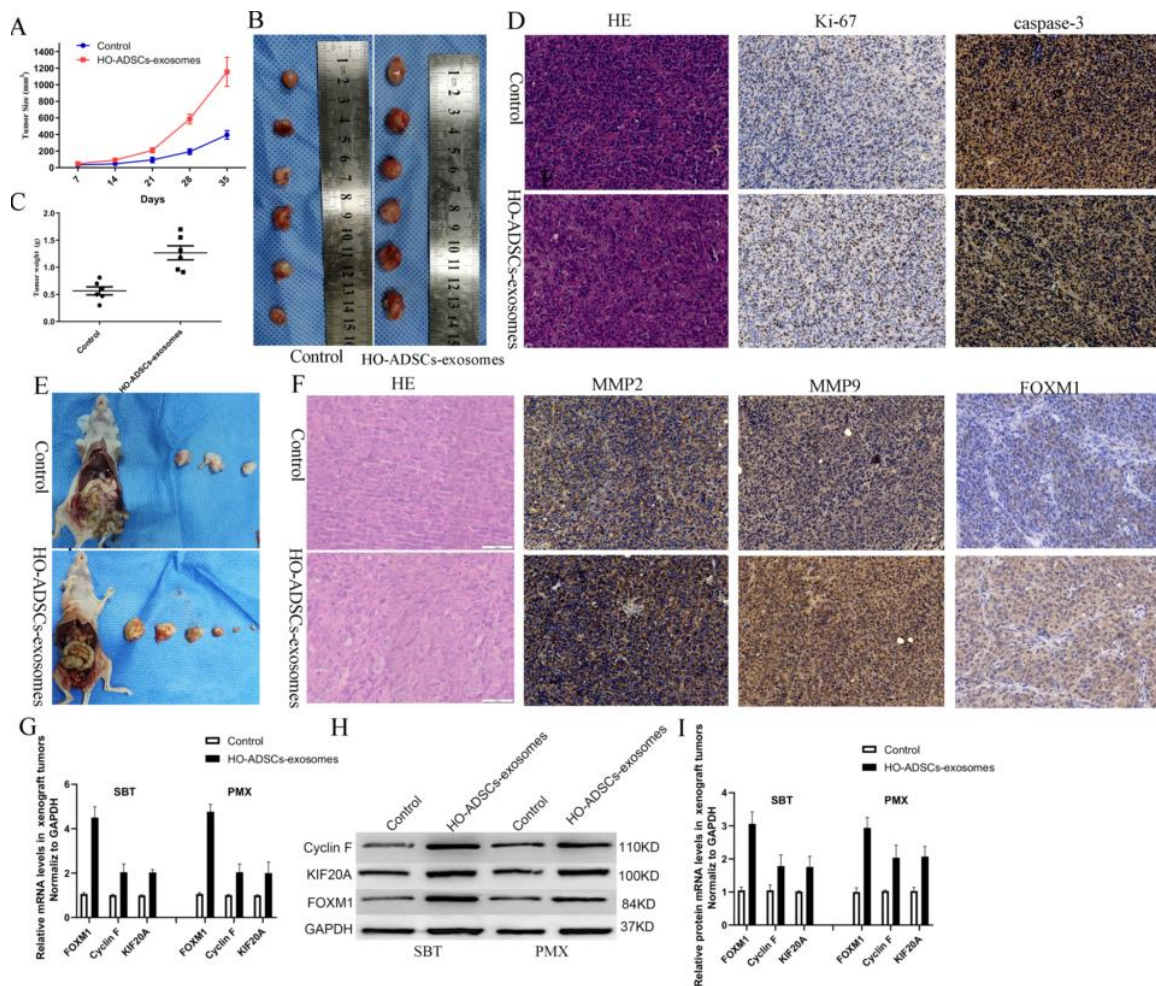 A
Control
HO-ADSCs-exosomes
Tumor Size (mm³)
1400
1200
1000
800
600
400
200
0
7
14
21
28
35
Days
B
Control
HO-ADSCs-exosomes
C
Tumor weight (g)
2.0
1.5
1.0
0.5
0.0
Control
HO-ADSCs-exosomes
D
HE
Ki-67
caspase-3
Control
HO-ADSCs-exosomes
E
Control
HO-ADSCs-exosomes
F
HE
MMP2
MMP9
FOXM1
Control
HO-ADSCs-exosomes
G
Control
HO-ADSCs-exosomes
Relative mRNA levels in xenograft tumors
Normaliz to GAPDH
6
4
2
0
SBT
PMX
FOXM1
Cyclin F
KIF20A
FOXM1
Cyclin F
KIF20A
H
Control
HO-ADSCs-exosomes
Control
HO-ADSCs-exosomes
Cyclin F
110KD
KIF20A
100KD
FOXM1
84KD
GAPDH
37KD
SBT
PMX
I
Control
HO-ADSCs-exosomes
Relative protein mRNA levels in xenograft tumors
Normaliz to GAPDH
4
3
2
1
0
SBT
PMX
FOXM1
Cyclin F
KIF20A
FOXM1
Cyclin F
KIF20A